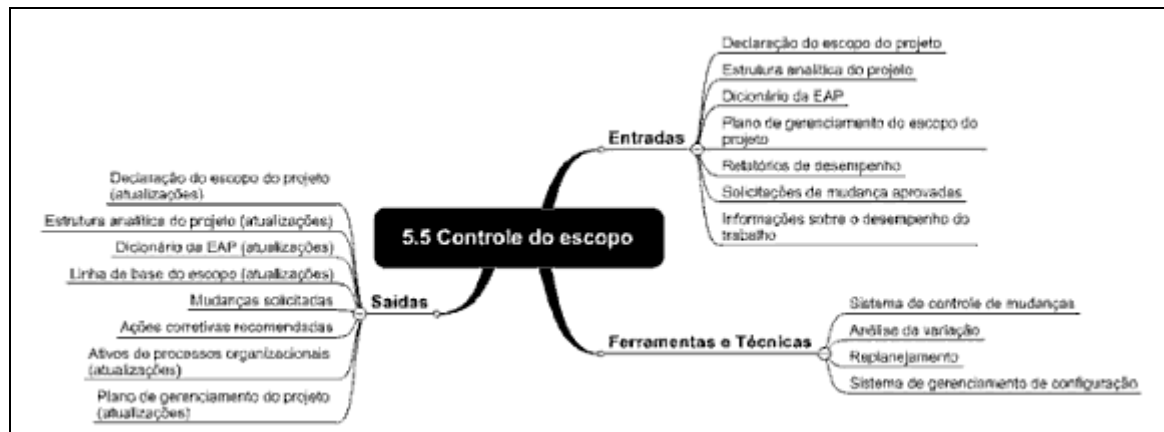 5.5 Controle do escopo
Entradas
Declaração do escopo do projeto
Estrutura analítica do projeto
Dicionário da EAP
Plano de gerenciamento do escopo do
projeto
Relatórios de desempenho
Solicitações de mudança aprovadas
Informações sobre o desempenho do
trabalho
Ferramentas e Técnicas
Sistema de controle de mudanças
Análise da variação
Replanejamento
Sistema de gerenciamento de configuração
Saídas
Declaração do escopo do projeto
(atualizações)
Estrutura analítica do projeto (atualizações)
Dicionário da EAP (atualizações)
Linha de base do escopo (atualizações)
Mudanças solicitadas
Ações corretivas recomendadas
Ativos de processos organizacionais
(atualizações)
Plano de gerenciamento do projeto
(atualizações)